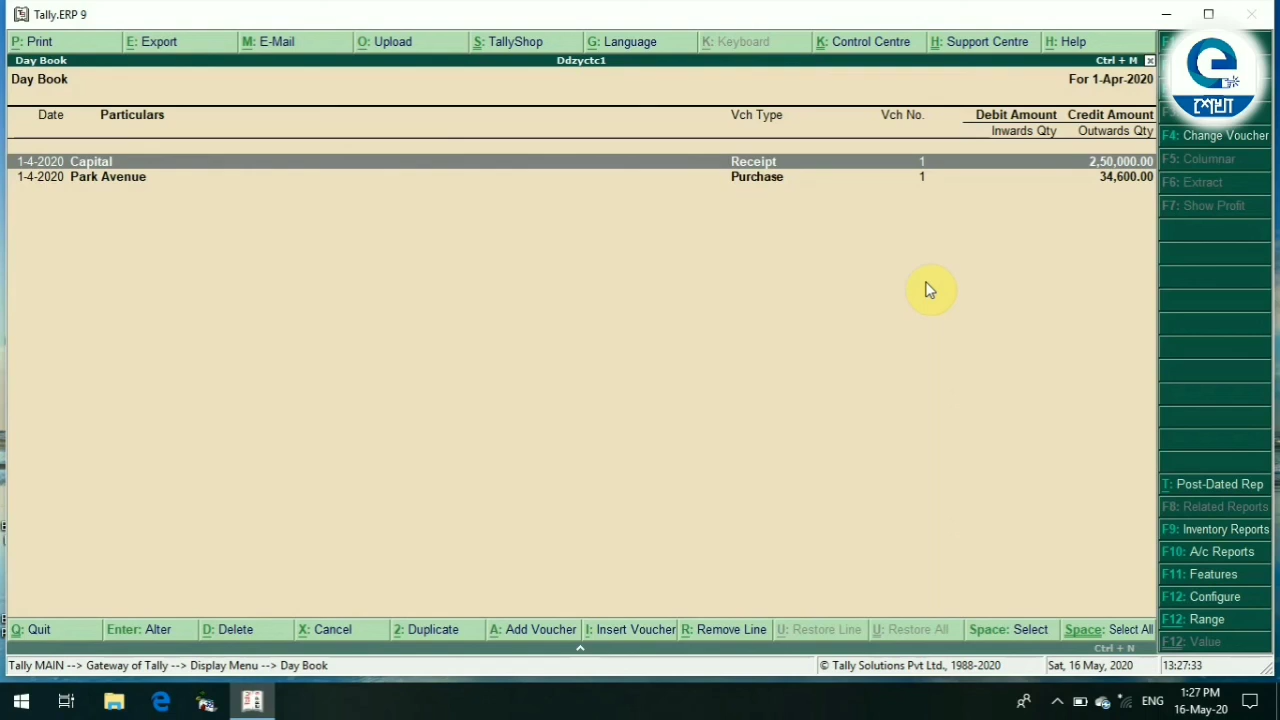 Tally.ERP 9
P: Print E: Export M: E-Mail O: Upload S: TallyShop G: Language K: Keyboard K: Control Centre H: Support Centre H: Help
Day Book Ddzyctc1 Ctrl + M
Day Book For 1-Apr-2020
শেখা
Date Particulars Vch Type Vch No. Debit Amount Credit Amount
Inwards Qty Outwards Qty
F4: Change Voucher
1-4-2020 Capital Receipt 1 2,50,000.00
F5: Columnar
1-4-2020 Park Avenue Purchase 1 34,600.00
F6: Extract
F7: Show Profit
T: Post-Dated Rep
F8: Related Reports
F9: Inventory Reports
F10: A/c Reports
F11: Features
F12: Configure
F12: Range
F12: Value
Q: Quit Enter: Alter D: Delete X: Cancel 2: Duplicate A: Add Voucher I: Insert Voucher R: Remove Line U: Restore Line U: Restore All Space: Select Space: Select All
Ctrl + N
Tally MAIN --> Gateway of Tally --> Display Menu --> Day Book © Tally Solutions Pvt Ltd., 1988-2020 Sat, 16 May, 2020 13:27:33
ENG 1:27 PM
16-May-20